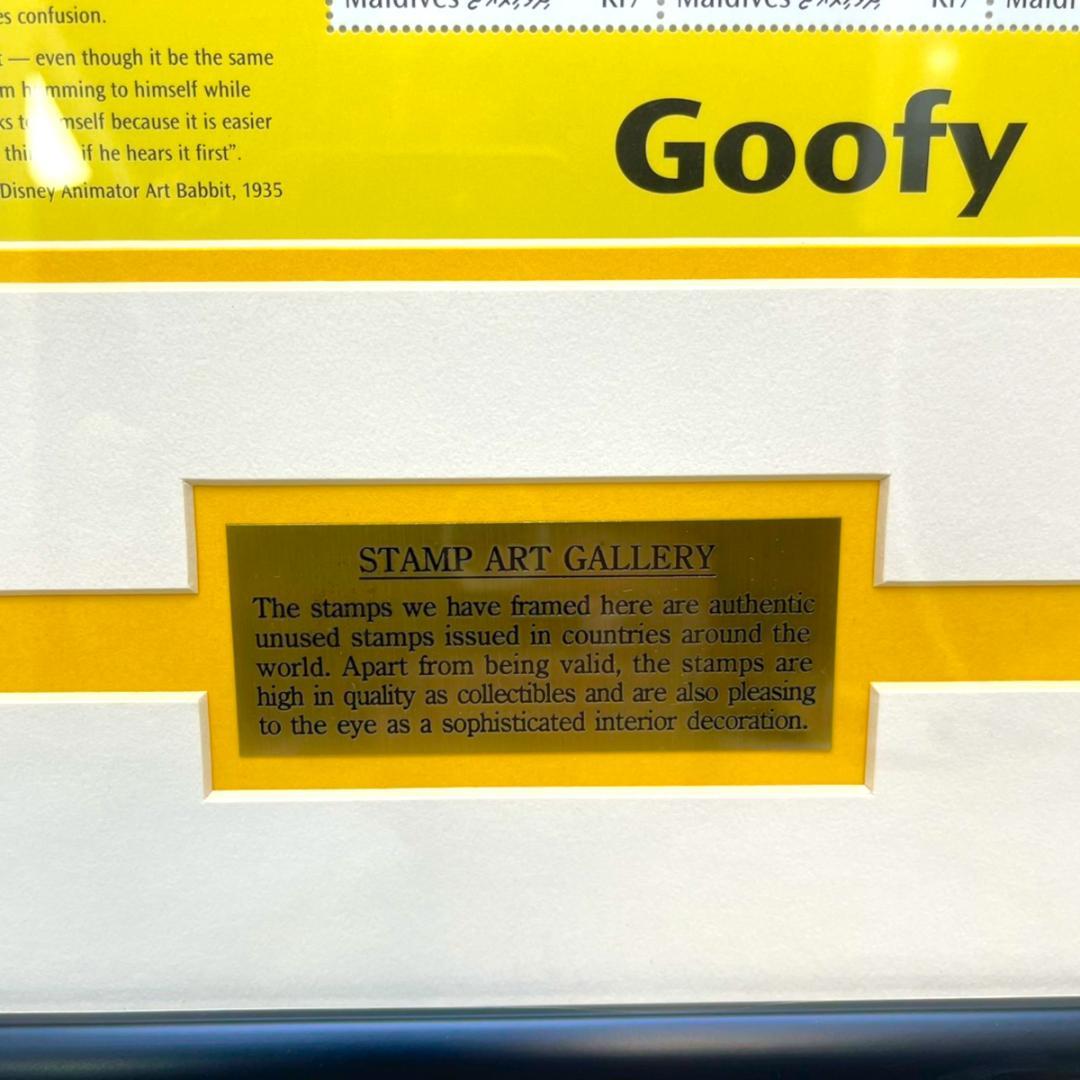 Maldives
Maldives
es confusion.
— even though it be the same
mming to himself while
mself because it is easier
if he hears it first”.
Disney Animator Art Babbit, 1935
Goofy
STAMP ART GALLERY
The stamps we have framed here are authentic
unused stamps issued in countries around the
world. Apart from being valid, the stamps are
high in quality as collectibles and are also pleasing
to the eye as a sophisticated interior decoration.